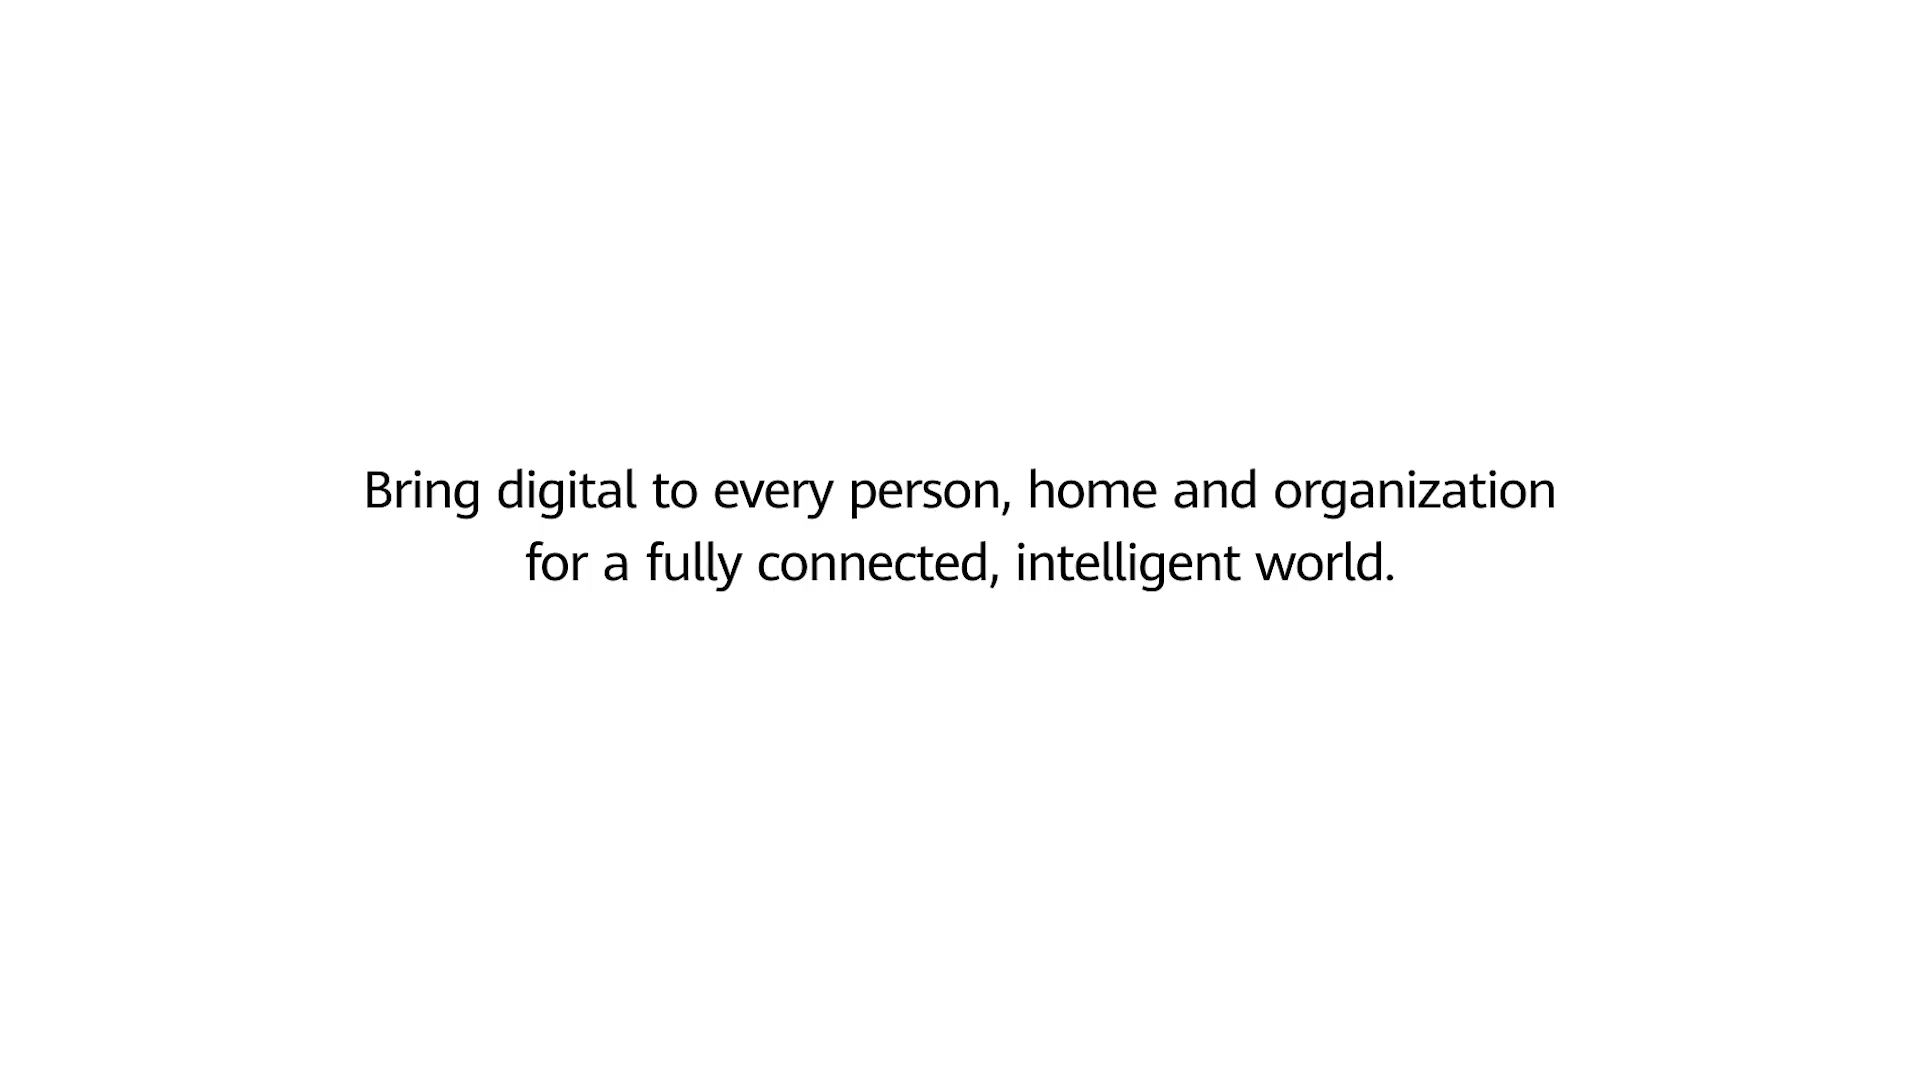 Bring digital to every person, home and organization
for a fully connected, intelligent world.